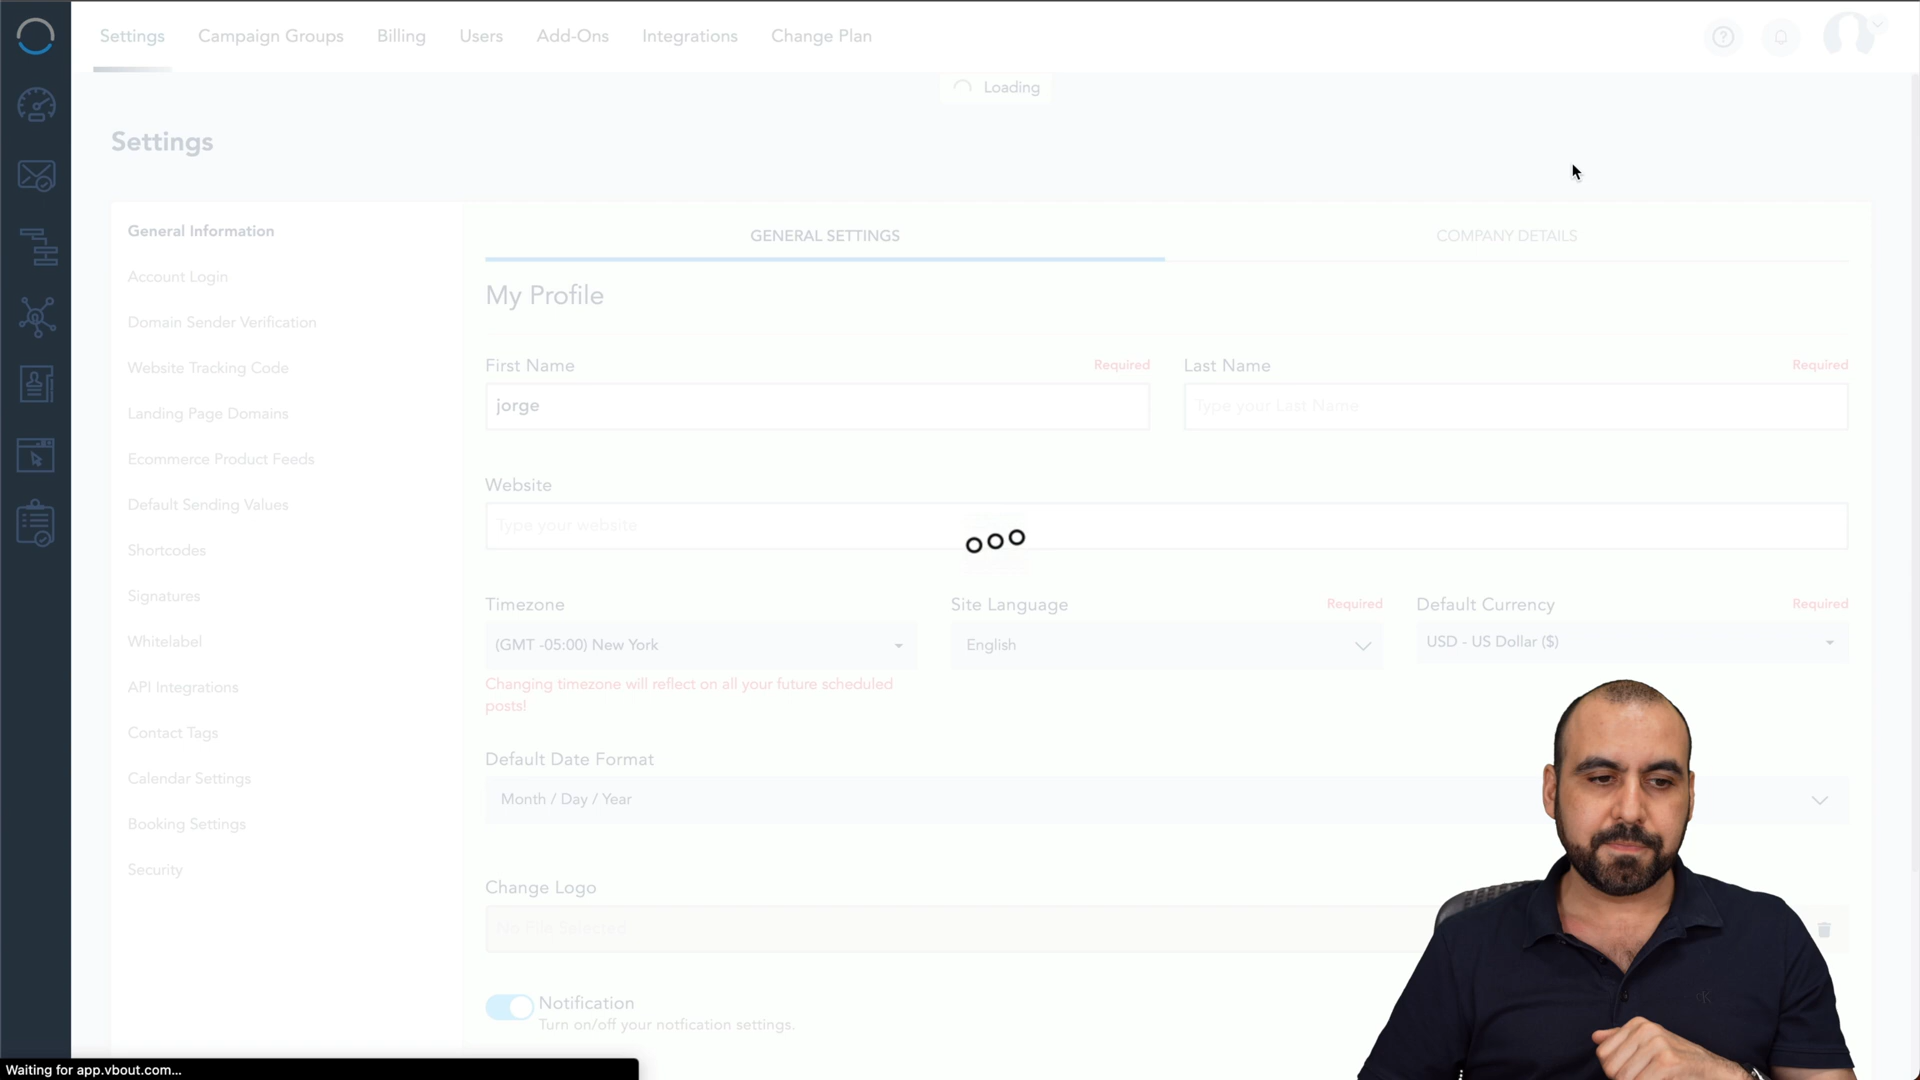 Settings
Campaign Groups
Billing
Users
Add-Ons
Integrations
Change Plan
Loading
Settings
General Information
Account Login
Domain Sender Verification
Website Tracking Code
Landing Page Domains
Ecommerce Product Feeds
Default Sending Values
Shortcodes
Signatures
Whitelabel
API Integrations
Contact Tags
Calendar Settings
Booking Settings
Security
GENERAL SETTINGS
COMPANY DETAILS
My Profile
First Name
Required
Last Name
Required
jorge
Type your Last Name
Website
Type your website
Timezone
Site Language
Required
Default Currency
Required
(GMT -05:00) New York
English
USD - US Dollar ($)
Changing timezone will reflect on all your future scheduled
posts!
Default Date Format
Month / Day / Year
Change Logo
No File Selected
Notification
Turn on/off your notfication settings.
Waiting for app.vbout.com...